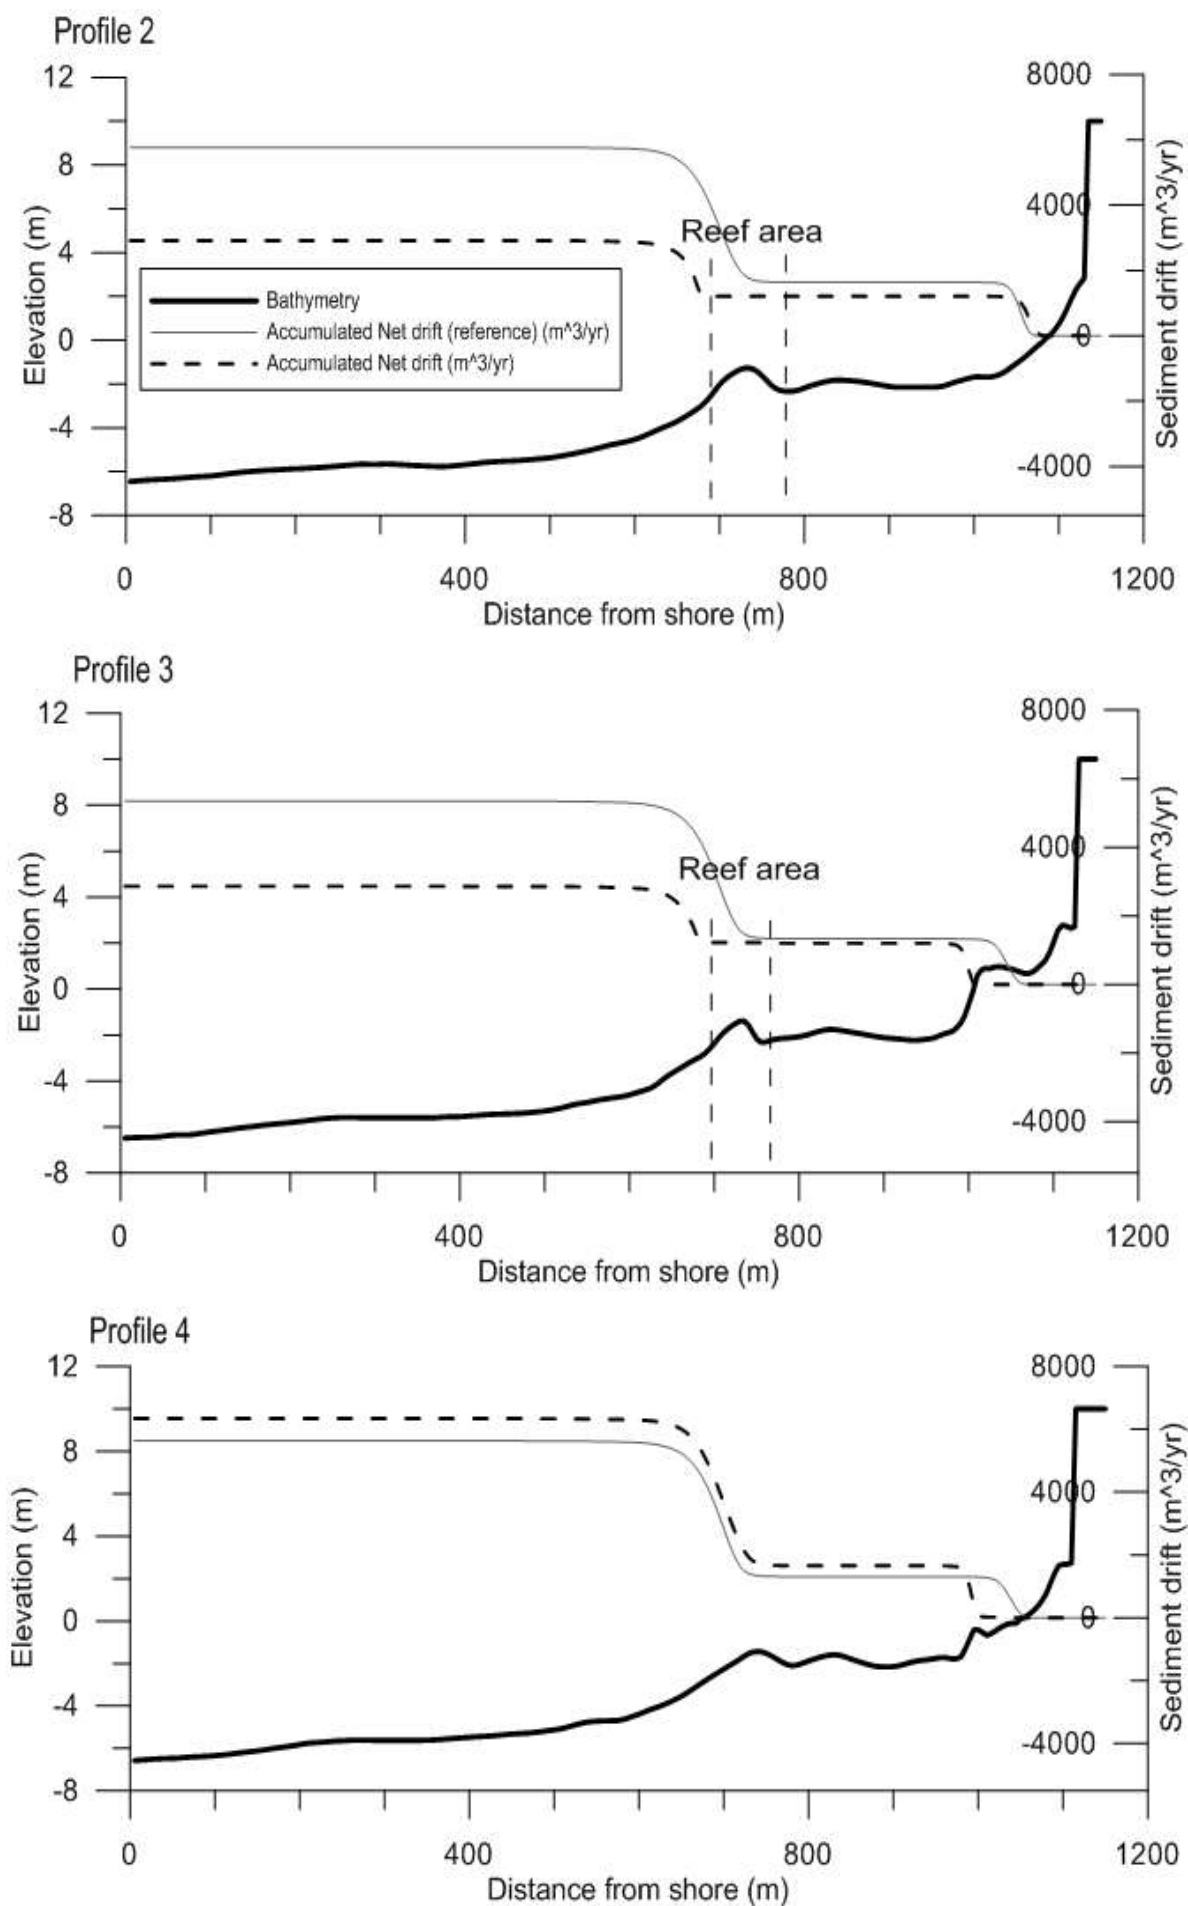 Profile 2
12
8
4
0
-4
-8
Elevation (m)
8000
4000
0
-4000
Sediment drift (m^3/yr)
Reef area
Bathymetry
Accumulated Net drift (reference) (m^3/yr)
Accumulated Net drift (m^3/yr)
0 400 800 1200
Distance from shore (m)
Profile 3
12
8
4
0
-4
-8
Elevation (m)
8000
4000
0
-4000
Sediment drift (m^3/yr)
Reef area
0 400 800 1200
Distance from shore (m)
Profile 4
12
8
4
0
-4
-8
Elevation (m)
8000
4000
0
-4000
Sediment drift (m^3/yr)
0 400 800 1200
Distance from shore (m)